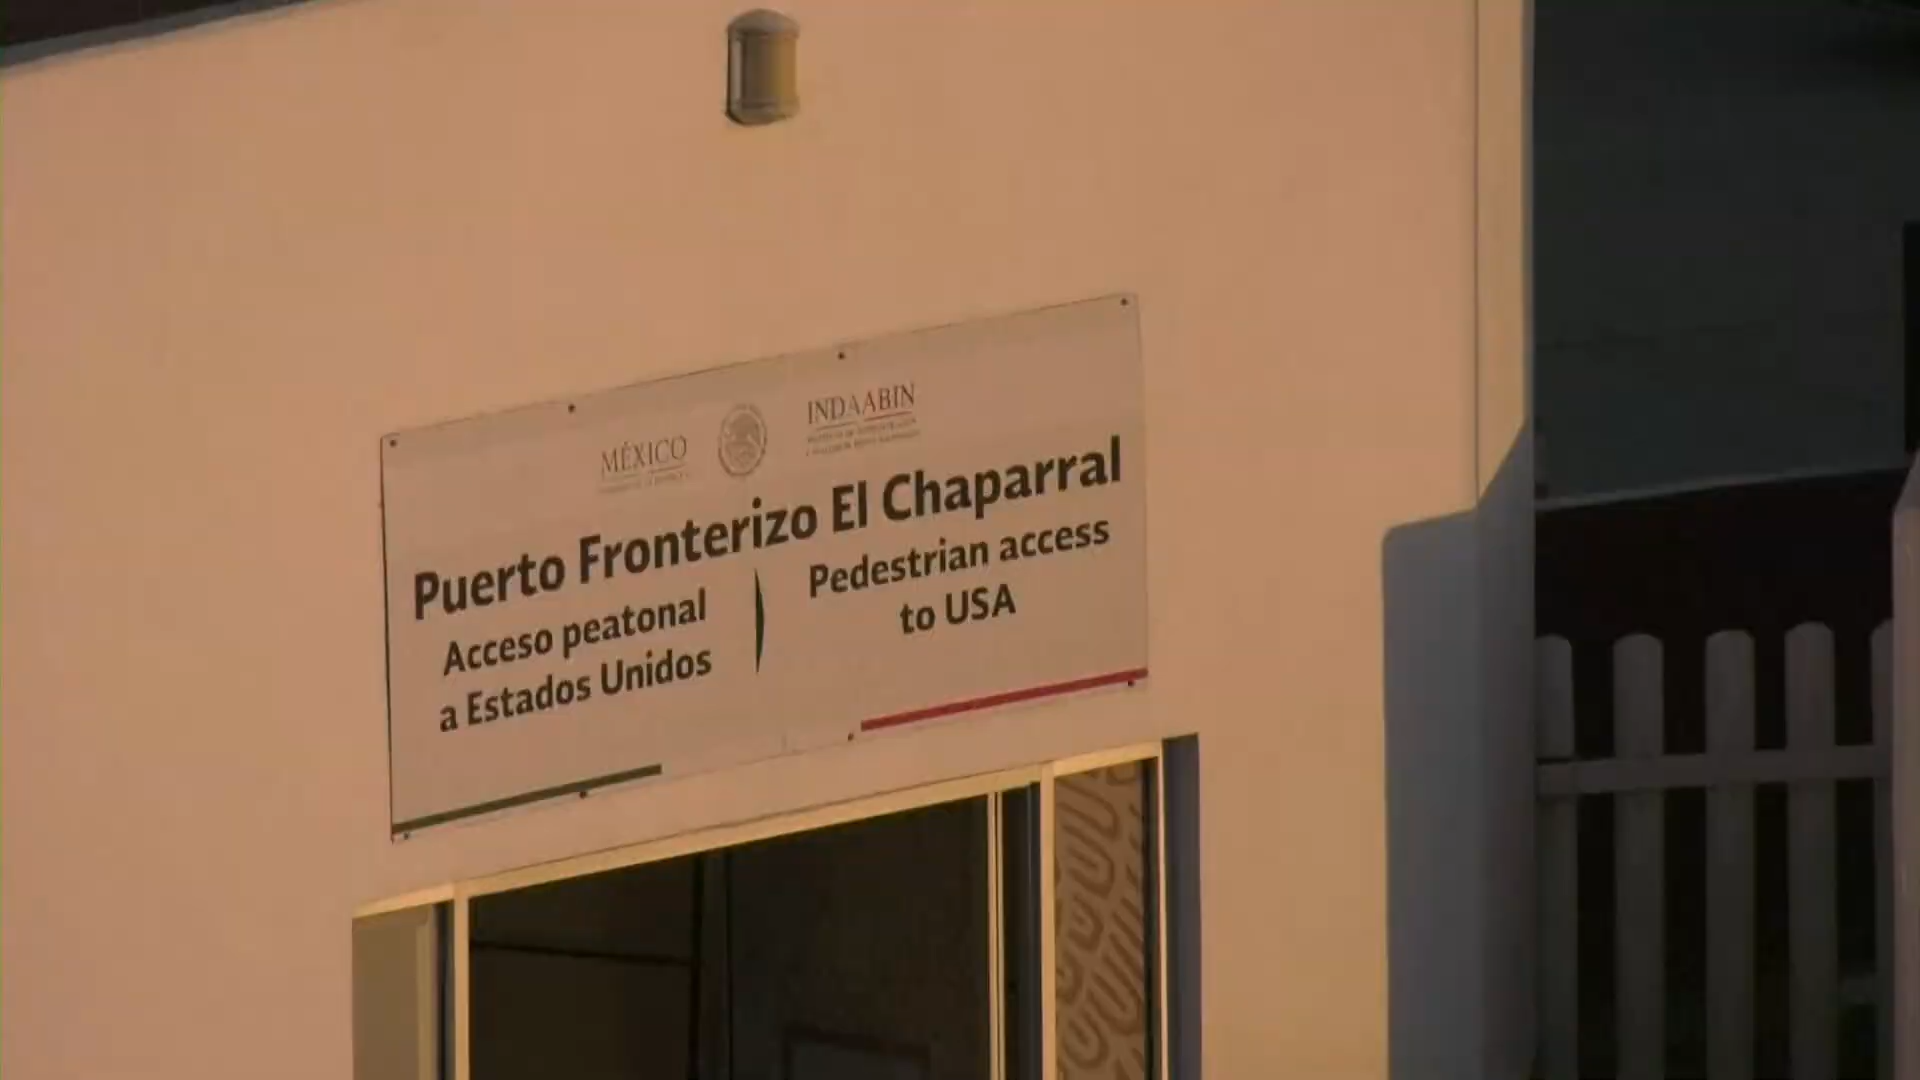 MÉXICO
INDAABIN
Puerto Fronterizo El Chaparral
Acceso peatonal
a Estados Unidos
Pedestrian access
to USA